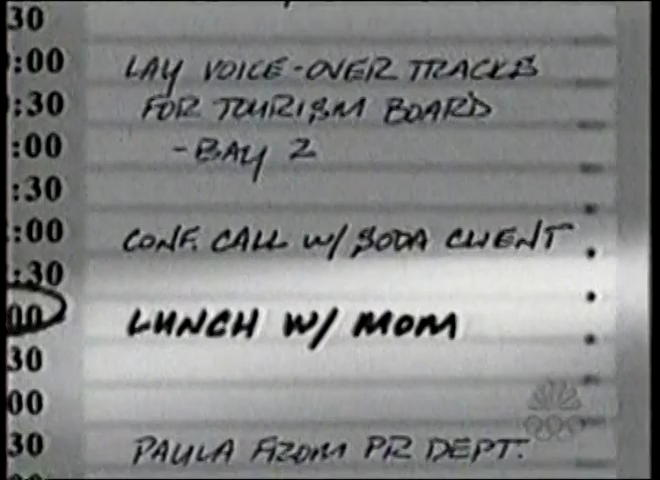 30
:00 LAY VOICE-OVER TRACKS
:30 FOR TOURISM BOARD
:00 -BAY 2
:30
:00 CONF. CALL W/ SODA CLIENT
:30
00 LUNCH W/ MOM
30
00
30 PAULA FROM PR DEPT.